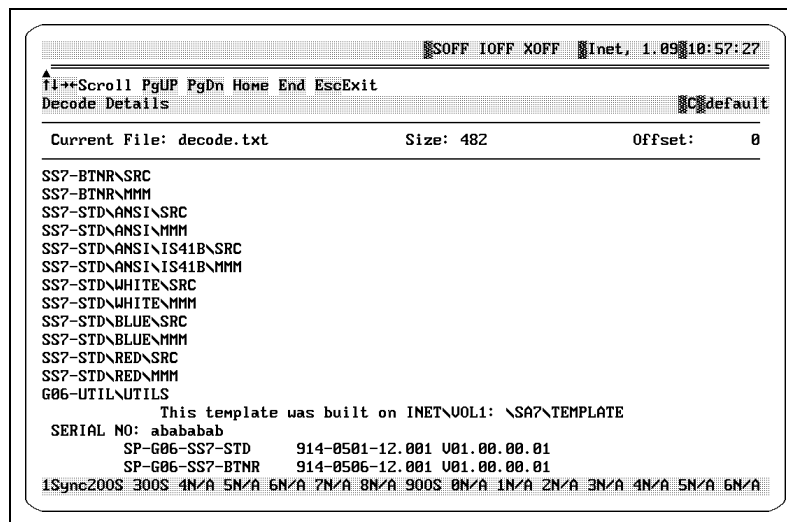 SOFF IOFF XOFF Inet, 1.09 10:57:27
↑↓→←Scroll PgUP PgDn Home End EscExit
Decode Details C default
Current File: decode.txt Size: 482 Offset: 0
SS7-BTNR\SRC
SS7-BTNR\MMM
SS7-STD\ANSI\SRC
SS7-STD\ANSI\MMM
SS7-STD\ANSI\IS41B\SRC
SS7-STD\ANSI\IS41B\MMM
SS7-STD\WHITE\SRC
SS7-STD\WHITE\MMM
SS7-STD\BLUE\SRC
SS7-STD\BLUE\MMM
SS7-STD\RED\SRC
SS7-STD\RED\MMM
G06-UTIL\UTILS
This template was built on INET\VOL1: \SA7\TEMPLATE
SERIAL NO: abababab
SP-G06-SS7-STD 914-0501-12.001 V01.00.00.01
SP-G06-SS7-BTNR 914-0506-12.001 V01.00.00.01
1Sync200S 300S 4N/A 5N/A 6N/A 7N/A 8N/A 900S 0N/A 1N/A 2N/A 3N/A 4N/A 5N/A 6N/A